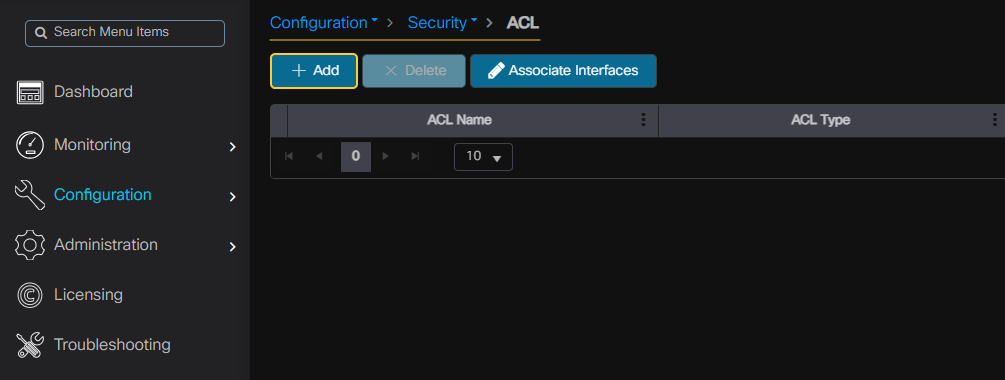 Search Menu Items
Dashboard
Monitoring
Configuration
Administration
Licensing
Troubleshooting
Configuration > Security > ACL
+ Add × Delete Associate Interfaces
ACL Name ACL Type
0 10